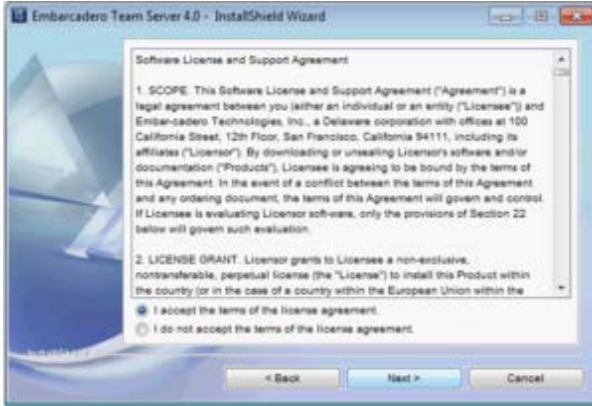 Embarcadero Team Server 4.0 - InstallShield Wizard
Software License and Support Agreement
1. SCOPE. This Software License and Support Agreement ("Agreement") is a
legal agreement between you (either an individual or an entity ("Licensee")) and
Embar-cadero Technologies, Inc., a Delaware corporation with offices at 100
California Street, 12th Floor, San Francisco, California 94111, including its
affiliates ("Licensor"). By downloading or unsealing Licensor's software and/or
documentation ("Products"), Licensee is agreeing to be bound by the terms of
this Agreement. In the event of a conflict between the terms of this Agreement
and any ordering document, the terms of this Agreement will govern and control.
If Licensee is evaluating Licensor soft-ware, only the provisions of Section 22
below will govern such evaluation.
2. LICENSE GRANT. Licensor grants to Licensee a non-exclusive,
nontransferable, perpetual license (the "License") to install this Product within
the country (or in the case of a country within the European Union within the
I accept the terms of the license agreement.
I do not accept the terms of the license agreement.
InstallShield
< Back
Next >
Cancel